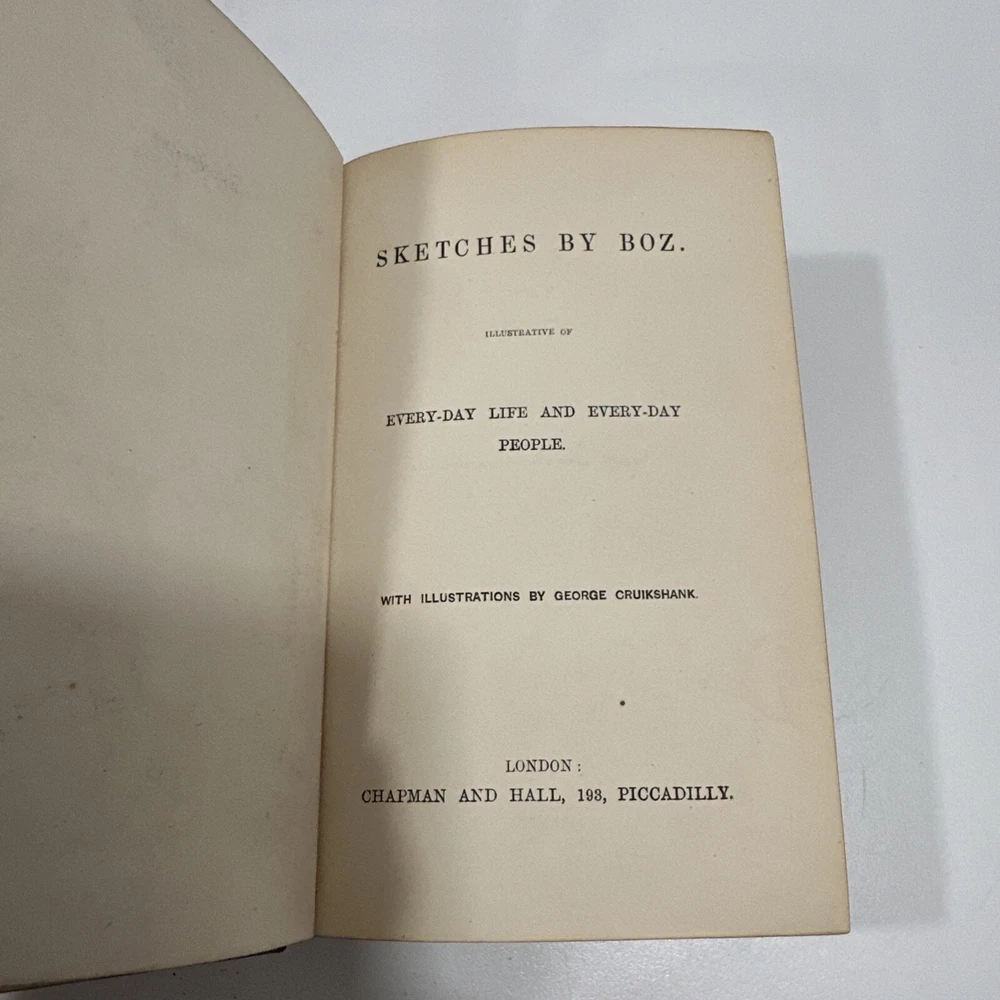 SKETCHES BY BOZ.
ILLUSTRATIVE OF
EVERY-DAY LIFE AND EVERY-DAY
PEOPLE.
WITH ILLUSTRATIONS BY GEORGE CRUIKSHANK.
LONDON:
CHAPMAN AND HALL, 193, PICCADILLY.